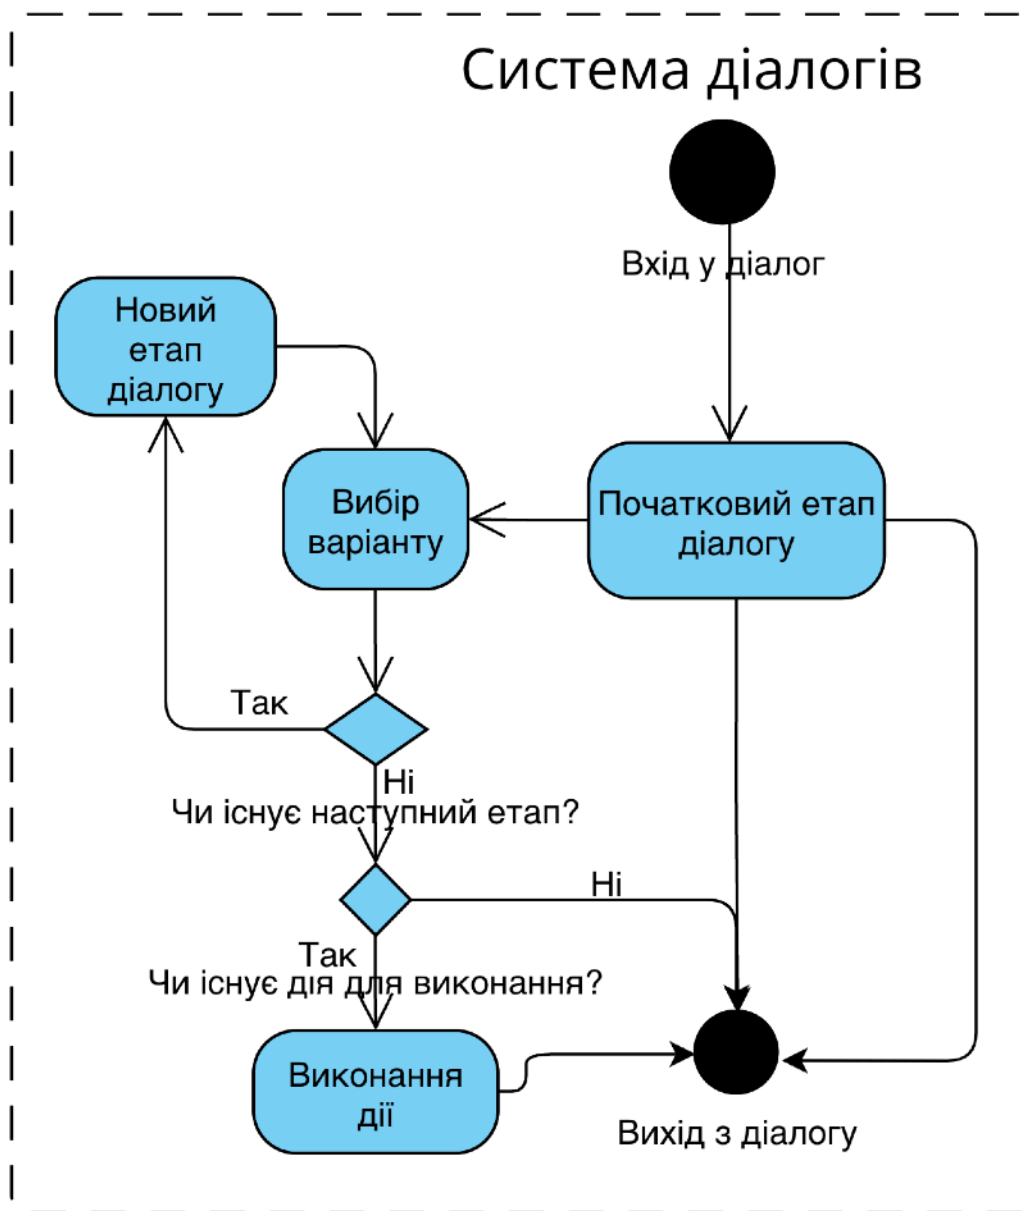 Система діалогів
Вхід у діалог
Новий
етап
діалогу
Вибір
варіанту
Початковий етап
діалогу
Так
Ні
Чи існує наступний етап?
Ні
Так
Чи існує дія для виконання?
Виконання
дії
Вихід з діалогу